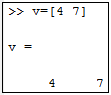 >> v=[4 7]
v =
4 7